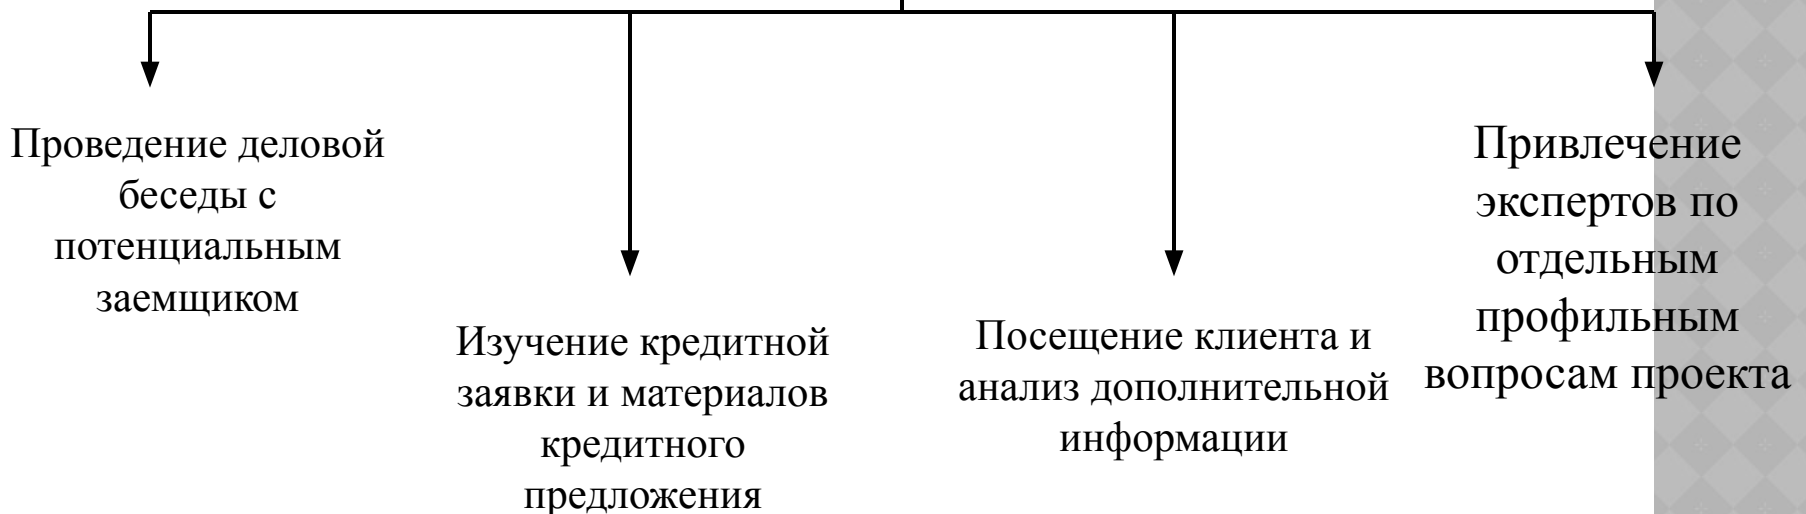 Проведение деловой
беседы с
потенциальным
заемщиком
Изучение кредитной
заявки и материалов
кредитного
предложения
Посещение клиента и
анализ дополнительной
информации
Привлечение
экспертов по
отдельным
профильным
вопросам проекта